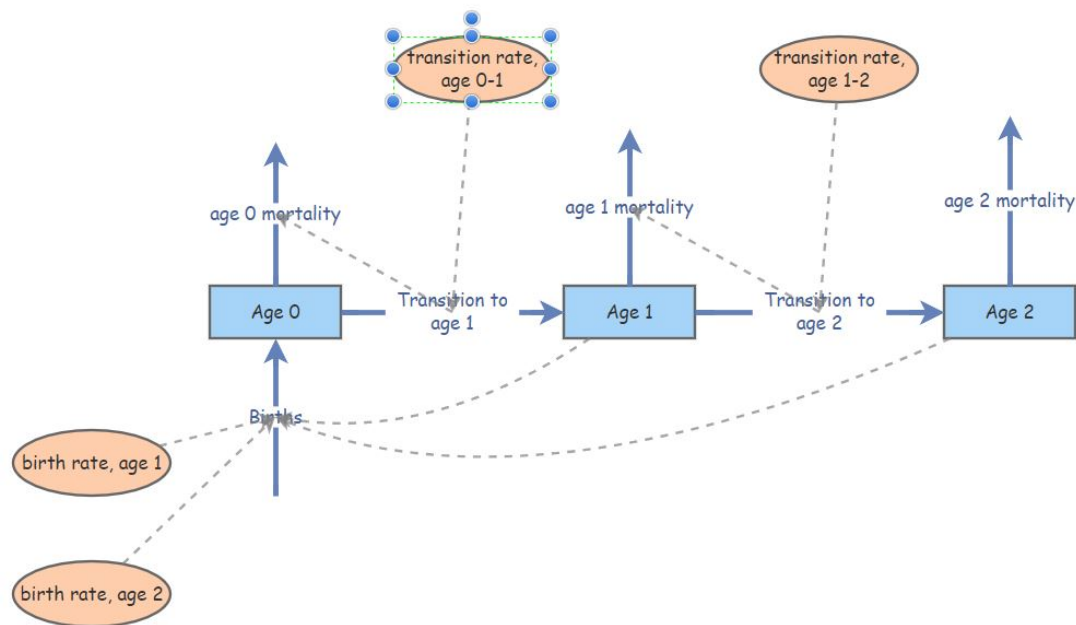 transition rate,
age 0-1
transition rate,
age 1-2
age 0 mortality
age 1 mortality
age 2 mortality
Age 0
Transition to
age 1
Age 1
Transition to
age 2
Age 2
Births
birth rate, age 1
birth rate, age 2